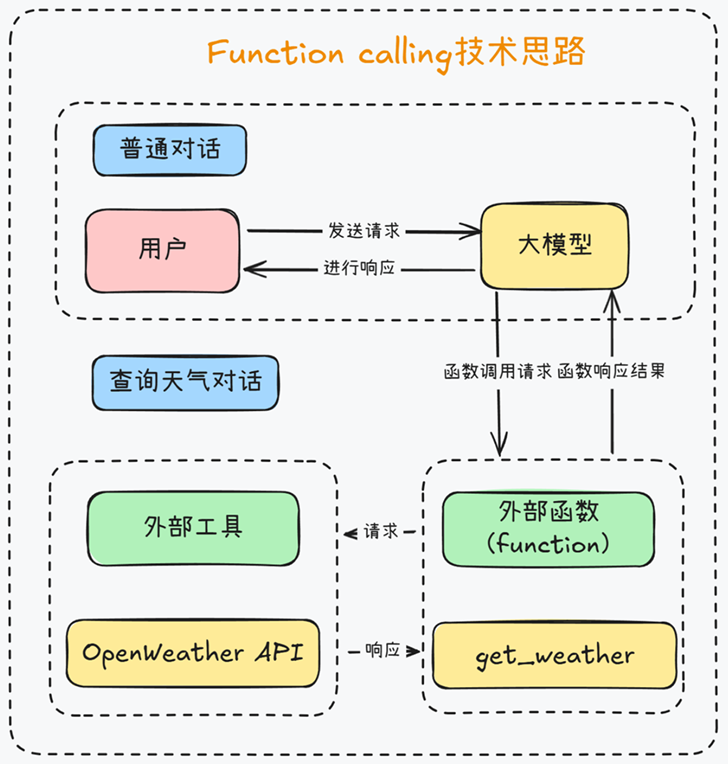 Function calling技术思路
普通对话
用户
发送请求
进行响应
大模型
函数调用请求 函数响应结果
查询天气对话
外部工具
请求
外部函数
(function)
OpenWeather API
响应
get_weather